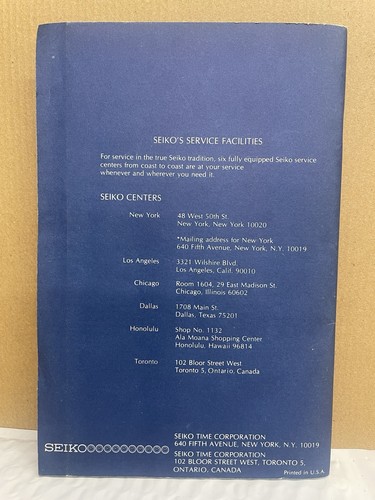 SEIKO'S SERVICE FACILITIES
For service in the true Seiko tradition, six fully equipped Seiko service
centers from coast to coast are at your service
whenever and wherever you need it.
SEIKO CENTERS
New York 48 West 50th St.
New York, New York 10020
*Mailing address for New York
640 Fifth Avenue, New York, N.Y. 10019
Los Angeles 3321 Wilshire Blvd.
Los Angeles, Calif. 90010
Chicago Room 1604, 29 East Madison St.
Chicago, Illinois 60602
Dallas 1708 Main St.
Dallas, Texas 75201
Honolulu Shop No. 1132
Ala Moana Shopping Center
Honolulu, Hawaii 96814
Toronto 102 Bloor Street West
Toronto 5, Ontario, Canada
SEIKO
SEIKO TIME CORPORATION
640 FIFTH AVENUE, NEW YORK, N.Y. 10019
SEIKO TIME CORPORATION
102 BLOOR STREET WEST, TORONTO 5,
ONTARIO, CANADA
Printed in U.S.A.